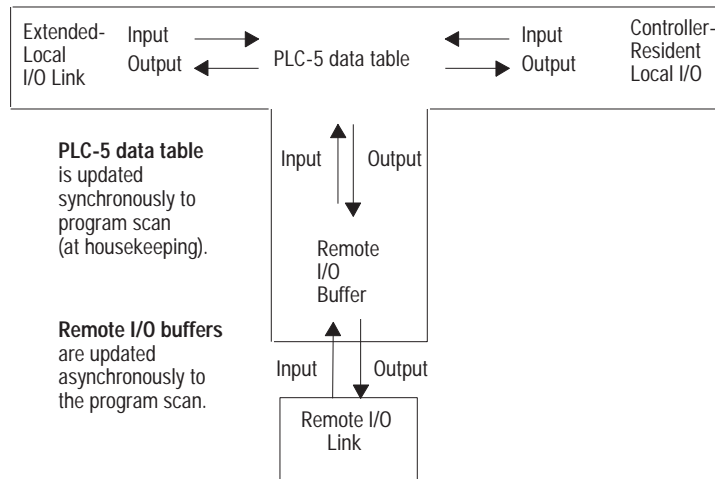 Extended-
Local
I/O Link
Input
Output
PLC-5 data table
Input
Output
Controller-
Resident
Local I/O
PLC-5 data table
is updated
synchronously to
program scan
(at housekeeping).
Input
Output
Remote
I/O
Buffer
Remote I/O buffers
are updated
asynchronously to
the program scan.
Input
Output
Remote I/O
Link